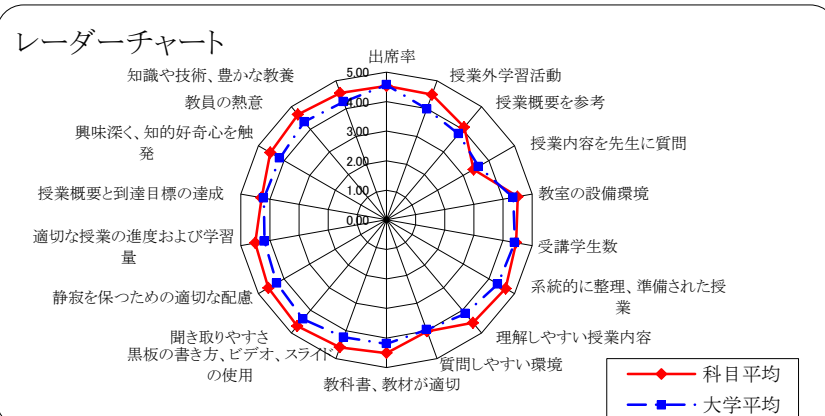 レーダーチャート
出席率
授業外学習活動
授業概要を参考
授業内容を先生に質問
教室の設備環境
受講学生数
系統的に整理、準備された授
業
理解しやすい授業内容
質問しやすい環境
教科書、教材が適切
黒板の書き方、ビデオ、スライド
の使用
聞き取りやすさ
静寂を保つための適切な配慮
適切な授業の進度および学習
量
授業概要と到達目標の達成
興味深く、知的好奇心を触
発
教員の熱意
知識や技術、豊かな教養
5.00
4.00
3.00
2.00
1.00
0.00
科目平均
大学平均